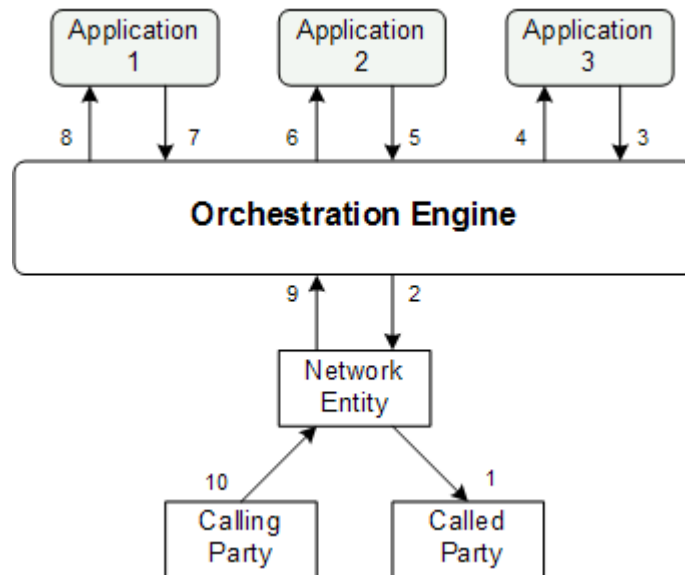 Application
1
Application
2
Application
3
8
7
6
5
4
3
Orchestration Engine
9
2
Network
Entity
10
1
Calling
Party
Called
Party